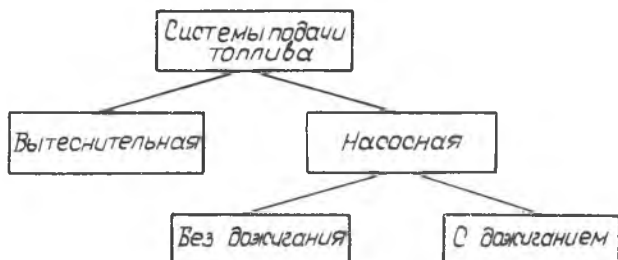 Системы подачи
топлива
Вытеснительная
Насосная
Без дожигания
С дожиганием